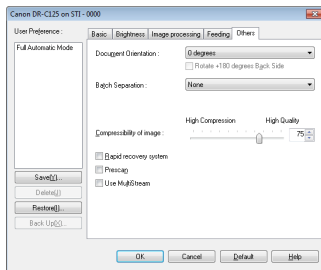 Canon DR-C125 on STI - 0000
User Preference :
Full Automatic Mode
Save(Y)...
Delete(J)
Restore(I)...
Back Up(X)...
Basic Brightness Image processing Feeding Others
Document Orientation : 0 degrees
Rotate +180 degrees Back Side
Batch Separation : None
High Compression High Quality
Compressibility of image : 75
Rapid recovery system
Prescan
Use MultiStream
OK Cancel Default Help